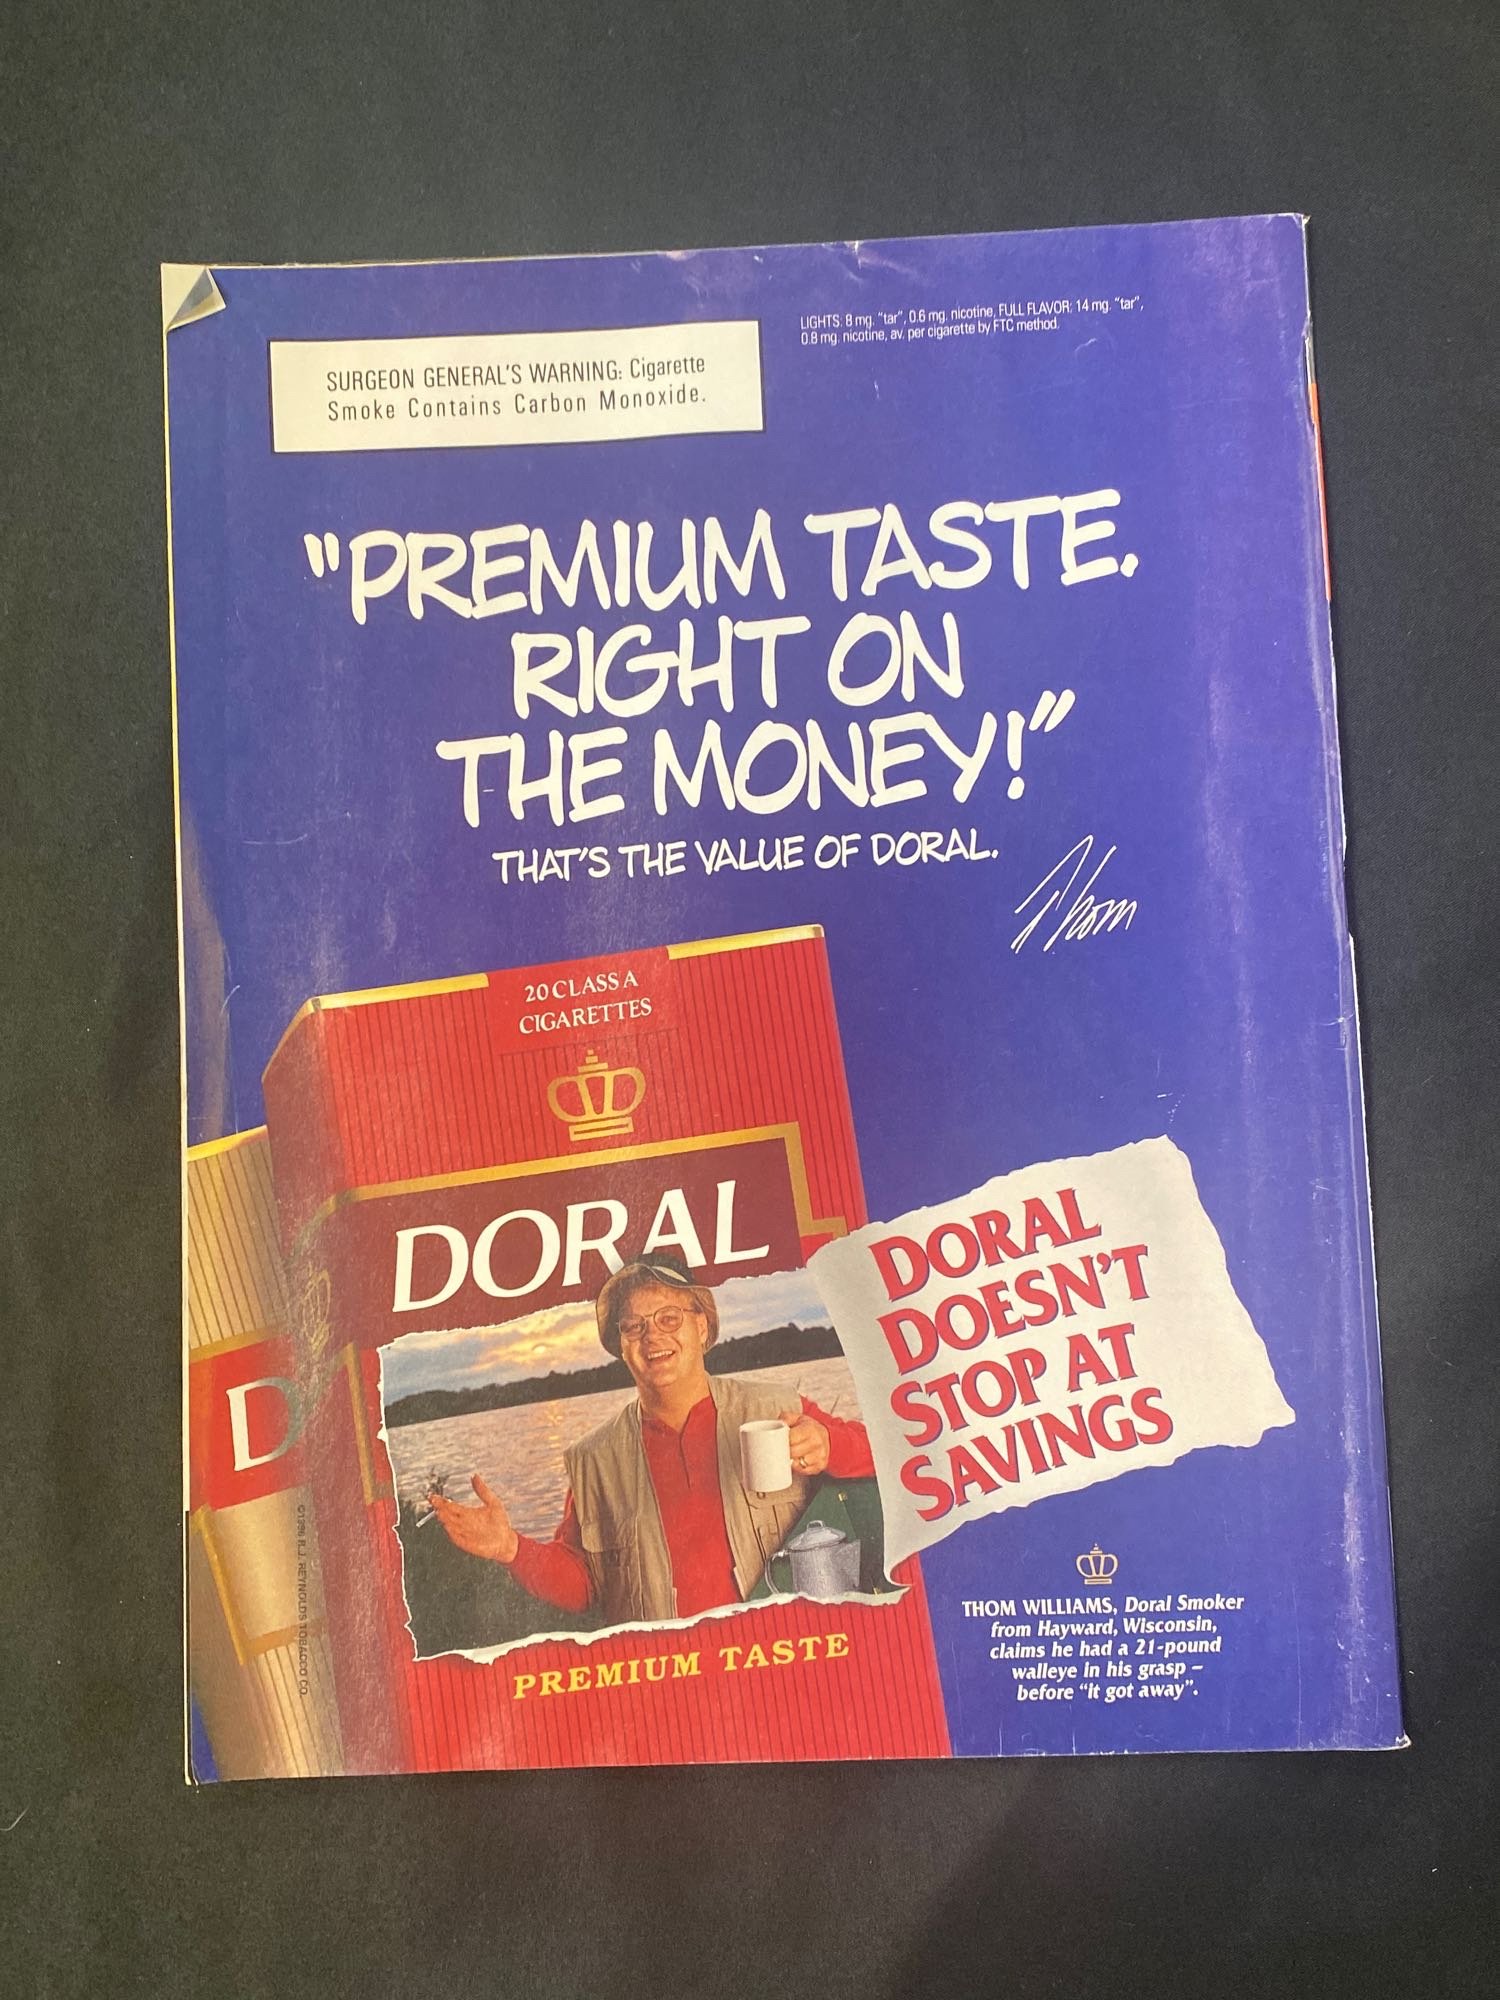 LIGHTS: 8 mg. "tar", 0.6 mg. nicotine, FULL FLAVOR: 14 mg. "tar",
0.8 mg. nicotine, av. per cigarette by FTC method.
SURGEON GENERAL'S WARNING: Cigarette
Smoke Contains Carbon Monoxide.
"PREMIUM TASTE.
RIGHT ON
THE MONEY!"
THAT'S THE VALUE OF DORAL.
Thom
20 CLASS A
CIGARETTES
DORAL
D
DORAL
DOESN'T
STOP AT
SAVINGS
PREMIUM TASTE
THOM WILLIAMS, Doral Smoker
from Hayward, Wisconsin,
claims he had a 21-pound
walleye in his grasp –
before "it got away".
©1996 R.J. REYNOLDS TOBACCO CO.